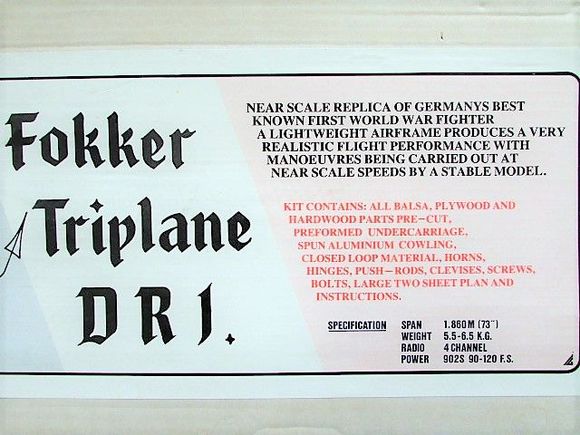 Fokker
Triplane
DR1.
NEAR SCALE REPLICA OF GERMANYS BEST
KNOWN FIRST WORLD WAR FIGHTER
A LIGHTWEIGHT AIRFRAME PRODUCES A VERY
REALISTIC FLIGHT PERFORMANCE WITH
MANOEUVRES BEING CARRIED OUT AT
NEAR SCALE SPEEDS BY A STABLE MODEL.
KIT CONTAINS: ALL BALSA, PLYWOOD AND
HARDWOOD PARTS PRE-CUT,
PREFORMED UNDERCARRIAGE,
SPUN ALUMINIUM COWLING,
CLOSED LOOP MATERIAL, HORNS,
HINGES, PUSH-RODS, CLEVISES, SCREWS,
BOLTS, LARGE TWO SHEET PLAN AND
INSTRUCTIONS.
SPECIFICATION SPAN 1.860M (73")
WEIGHT 5.5-6.5 K.G.
RADIO 4 CHANNEL
POWER 902S 90-120 F.S.